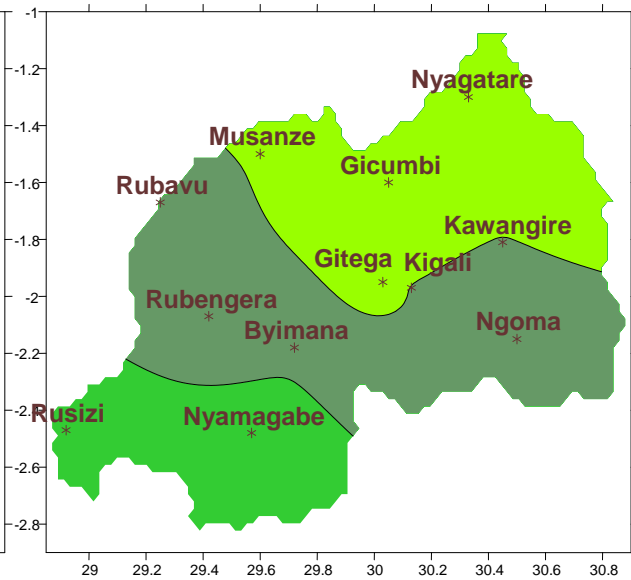 -1
-1.2
-1.4
-1.6
-1.8
-2
-2.2
-2.4
-2.6
-2.8
Nyagatare
Musanze
Gicumbi
Rubavu
Kawangire
Gitega
Kigali
Rubengera
Byimana
Ngoma
Rusizi
Nyamagabe
29 29.2 29.4 29.6 29.8 30 30.2 30.4 30.6 30.8